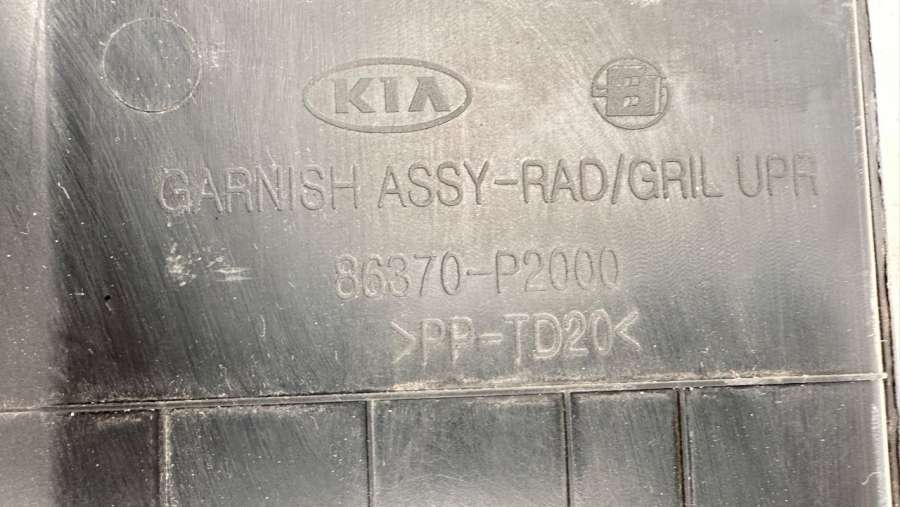 KIA
GARNISH ASSY-RAD/GRIL UPR
86370-P2000
>PP-TD20<